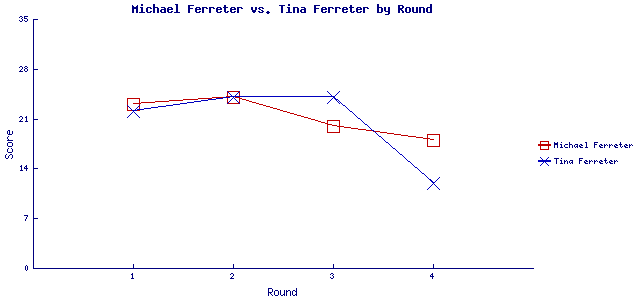 Michael Ferreter vs. Tina Ferreter by Round
35
28
21
14
7
0
Score
1 2 3 4
Round
Michael Ferreter
Tina Ferreter